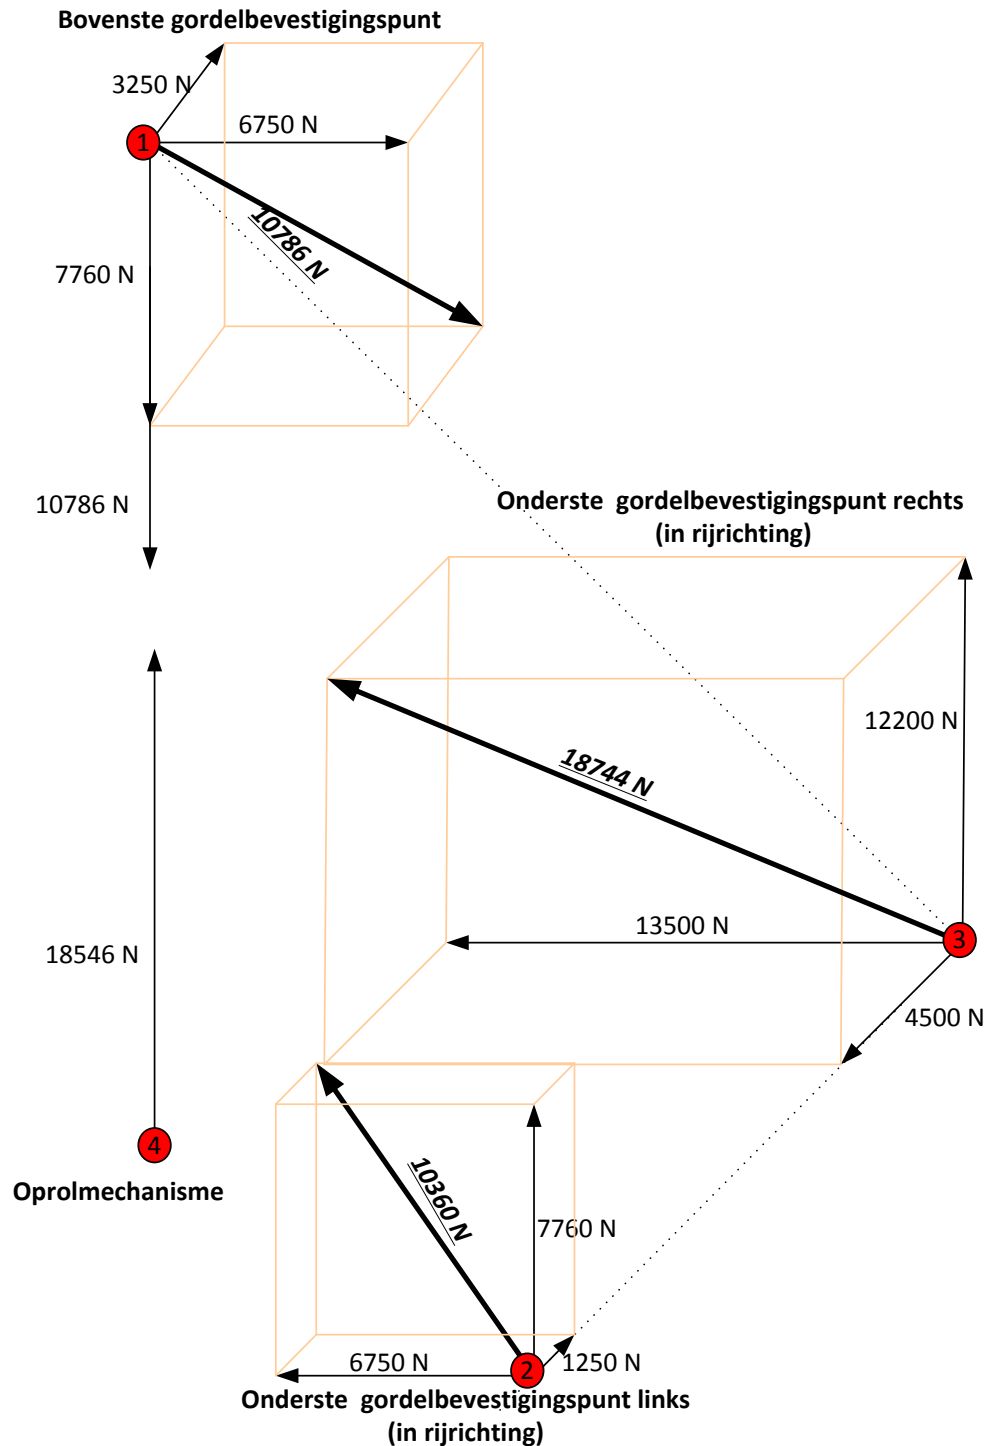 Bovenste gordelbevestigingspunt
3250 N
6750 N
1
10786 N
7760 N
10786 N
Onderste gordelbevestigingspunt rechts
(in rijrichting)
12200 N
18744 N
13500 N
3
18546 N
4500 N
4
Oprolmechanisme
10360 N
7760 N
6750 N
2
1250 N
Onderste gordelbevestigingspunt links
(in rijrichting)